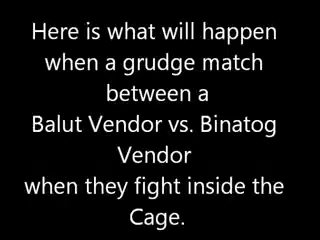 Here is what will happen
when a grudge match
between a
Balut Vendor vs. Binatog
Vendor
when they fight inside the
Cage.